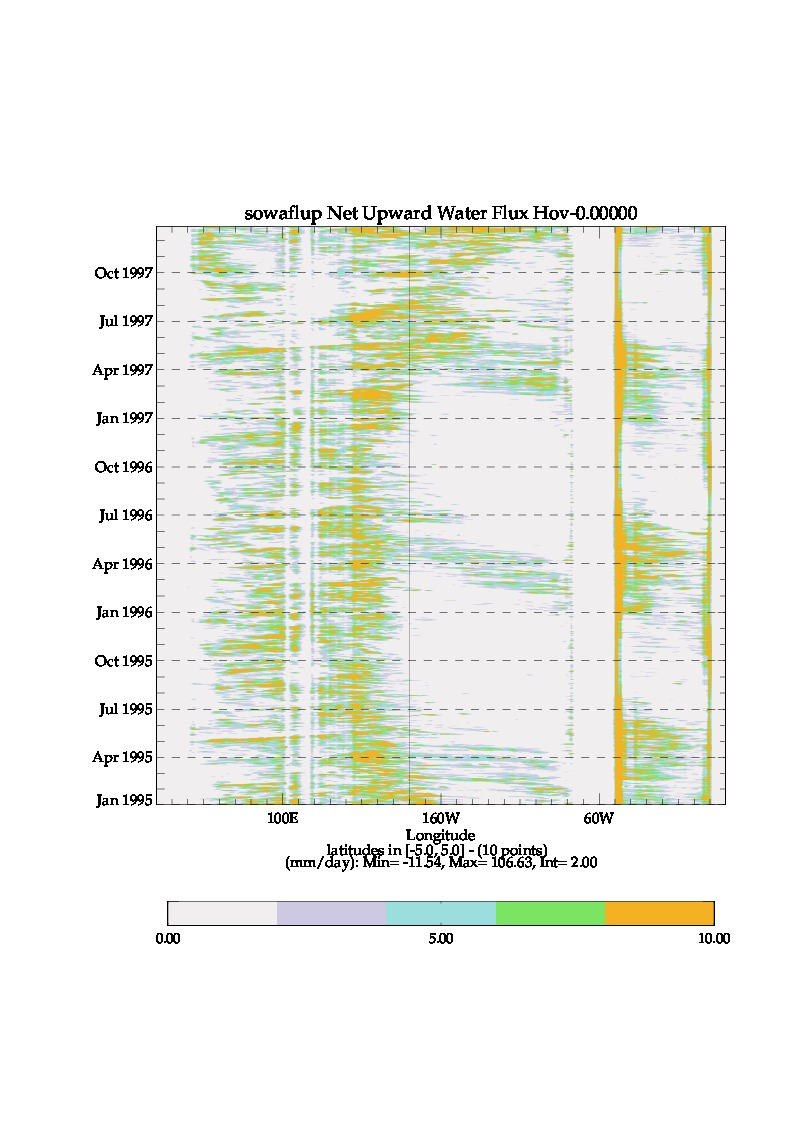 sowaflup Net Upward Water Flux Hov-0.00000
Oct 1997
Jul 1997
Apr 1997
Jan 1997
Oct 1996
Jul 1996
Apr 1996
Jan 1996
Oct 1995
Jul 1995
Apr 1995
Jan 1995
100E 160W 60W
Longitude
latitudes in [-5.0, 5.0] - (10 points)
(mm/day): Min= -11.54, Max= 106.63, Int= 2.00
0.00 5.00 10.00